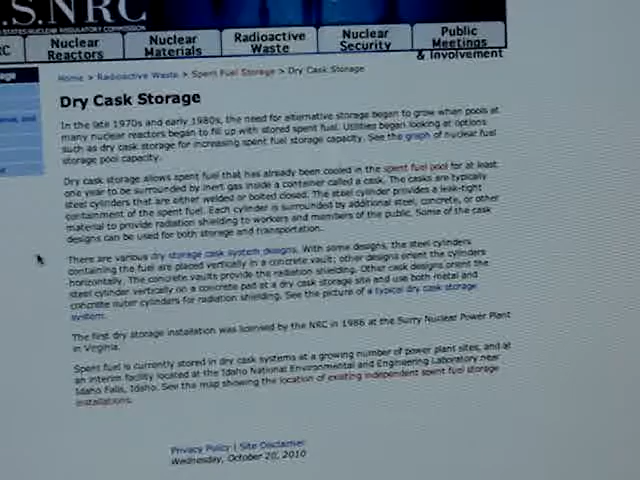 .S.NRC
STATES NUCLEAR REGULATORY COMMISSION
RC
Nuclear Reactors
Nuclear Materials
Radioactive Waste
Nuclear Security
Public Meetings & Involvement
Home > Radioactive Waste > Spent Fuel Storage > Dry Cask Storage
Dry Cask Storage
In the late 1970s and early 1980s, the need for alternative storage began to grow when pools at
many nuclear reactors began to fill up with stored spent fuel. Utilities began looking at options
such as dry cask storage for increasing spent fuel storage capacity. See the graph of nuclear fuel
storage pool capacity.
Dry cask storage allows spent fuel that has already been cooled in the spent fuel pool for at least
one year to be surrounded by inert gas inside a container called a cask. The casks are typically
steel cylinders that are either welded or bolted closed. The steel cylinder provides a leak-tight
containment of the spent fuel. Each cylinder is surrounded by additional steel, concrete, or other
material to provide radiation shielding to workers and members of the public. Some of the cask
designs can be used for both storage and transportation.
There are various dry storage cask system designs. With some designs, the steel cylinders
containing the fuel are placed vertically in a concrete vault; other designs orient the cylinders
horizontally. The concrete vaults provide the radiation shielding. Other cask designs orient the
steel cylinder vertically on a concrete pad at a dry cask storage site and use both metal and
concrete outer cylinders for radiation shielding. See the picture of a typical dry cask storage
system.
The first dry storage installation was licensed by the NRC in 1986 at the Surry Nuclear Power Plant
in Virginia.
Spent fuel is currently stored in dry cask systems at a growing number of power plant sites, and at
an interim facility located at the Idaho National Environmental and Engineering Laboratory near
Idaho Falls, Idaho. See the map showing the location of existing independent spent fuel storage
installations.
Privacy Policy | Site Disclaimer
Wednesday, October 20, 2010